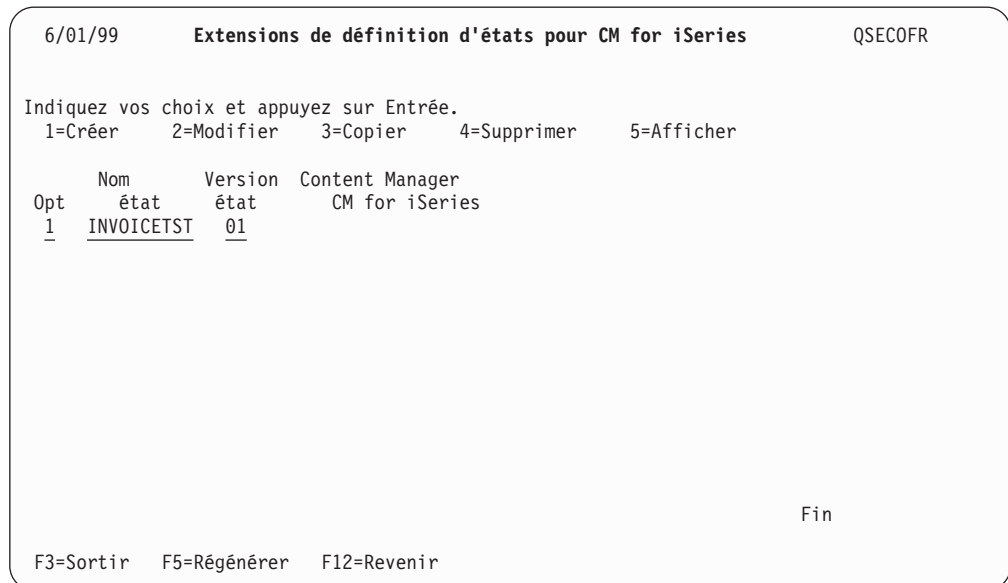 6/01/99 Extensions de définition d'états pour CM for iSeries QSECOFR
Indiquez vos choix et appuyez sur Entrée.
1=Créer 2=Modifier 3=Copier 4=Supprimer 5=Afficher
Nom Version Content Manager
Opt état état CM for iSeries
1 INVOICETST 01
Fin
F3=Sortir F5=Régénérer F12=Revenir